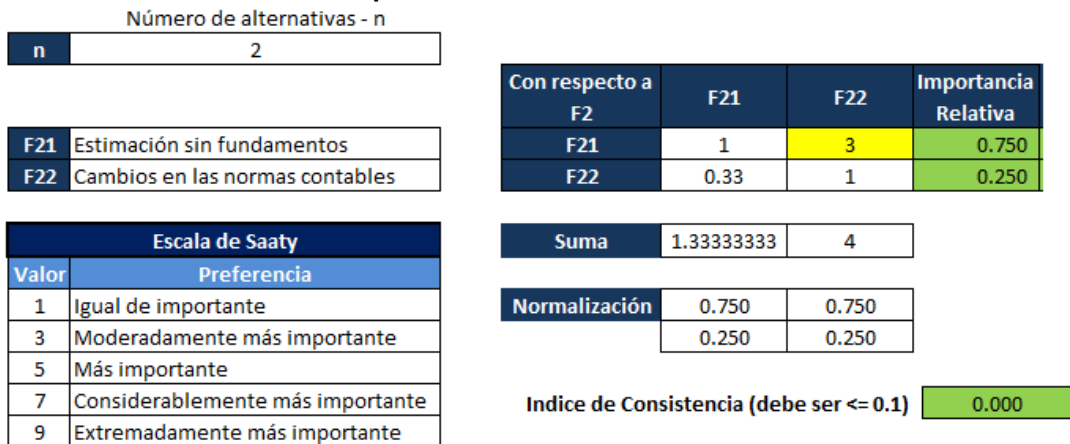 Número de alternativas - n
n 2
F21 Estimación sin fundamentos
F22 Cambios en las normas contables
Escala de Saaty
Valor Preferencia
1 Igual de importante
3 Moderadamente más importante
5 Más importante
7 Considerablemente más importante
9 Extremadamente más importante
Con respecto a F2 F21 F22 Importancia Relativa
F21 1 3 0.750
F22 0.33 1 0.250
Suma 1.33333333 4
Normalización 0.750 0.750
0.250 0.250
Indice de Consistencia (debe ser <= 0.1) 0.000